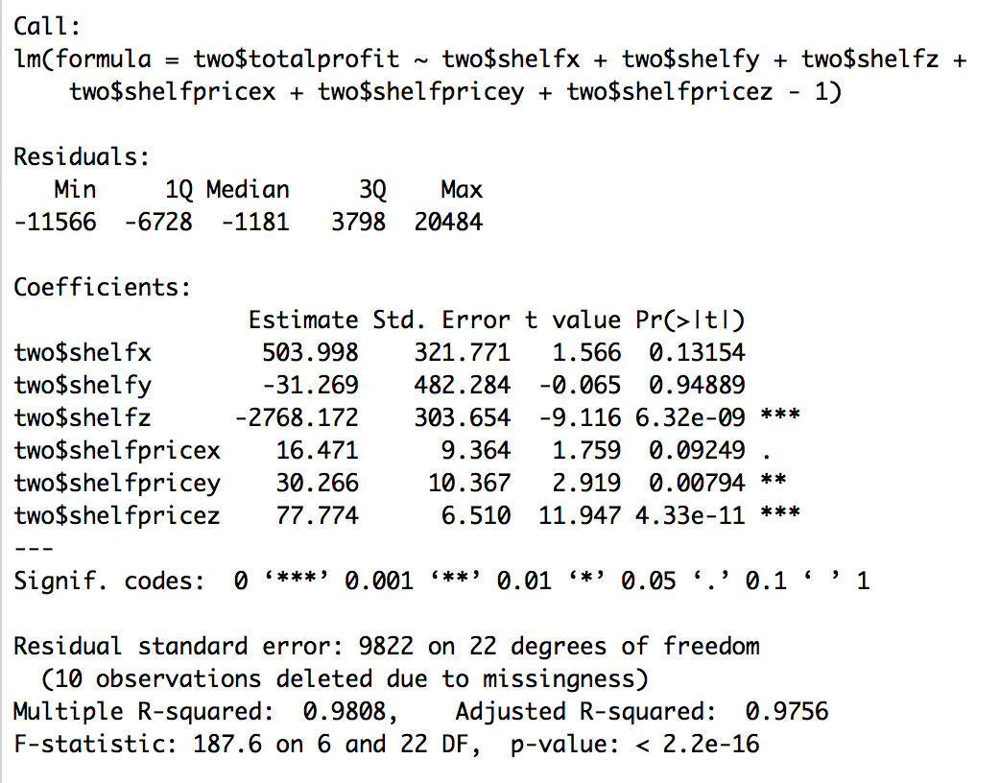 Call:
lm(formula = two$totalprofit ~ two$shelfx + two$shelfy + two$shelfz +
    two$shelfpricex + two$shelfpricey + two$shelfpricez - 1)

Residuals:
   Min     1Q Median     3Q    Max
-11566  -6728  -1181   3798  20484

Coefficients:
                 Estimate Std. Error t value Pr(>|t|)
two$shelfx        503.998    321.771   1.566  0.13154
two$shelfy        -31.269    482.284  -0.065  0.94889
two$shelfz      -2768.172    303.654  -9.116 6.32e-09 ***
two$shelfpricex    16.471      9.364   1.759  0.09249 .
two$shelfpricey    30.266     10.367   2.919  0.00794 **
two$shelfpricez    77.774      6.510  11.947 4.33e-11 ***
---
Signif. codes:  0 ‘***’ 0.001 ‘**’ 0.01 ‘*’ 0.05 ‘.’ 0.1 ‘ ’ 1

Residual standard error: 9822 on 22 degrees of freedom
  (10 observations deleted due to missingness)
Multiple R-squared:  0.9808,    Adjusted R-squared:  0.9756
F-statistic: 187.6 on 6 and 22 DF,  p-value: < 2.2e-16